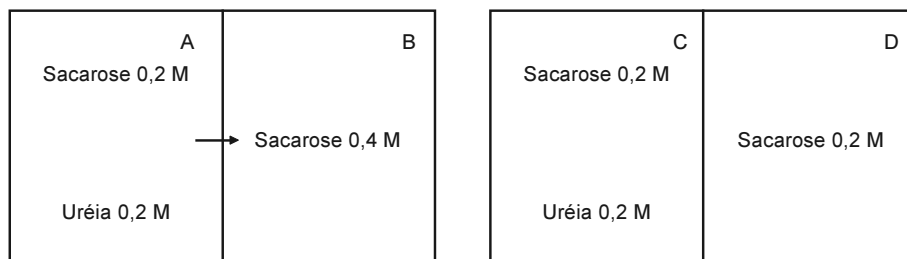 A
Sacarose 0,2 M
Uréia 0,2 M
B
Sacarose 0,4 M
C
Sacarose 0,2 M
Uréia 0,2 M
D
Sacarose 0,2 M